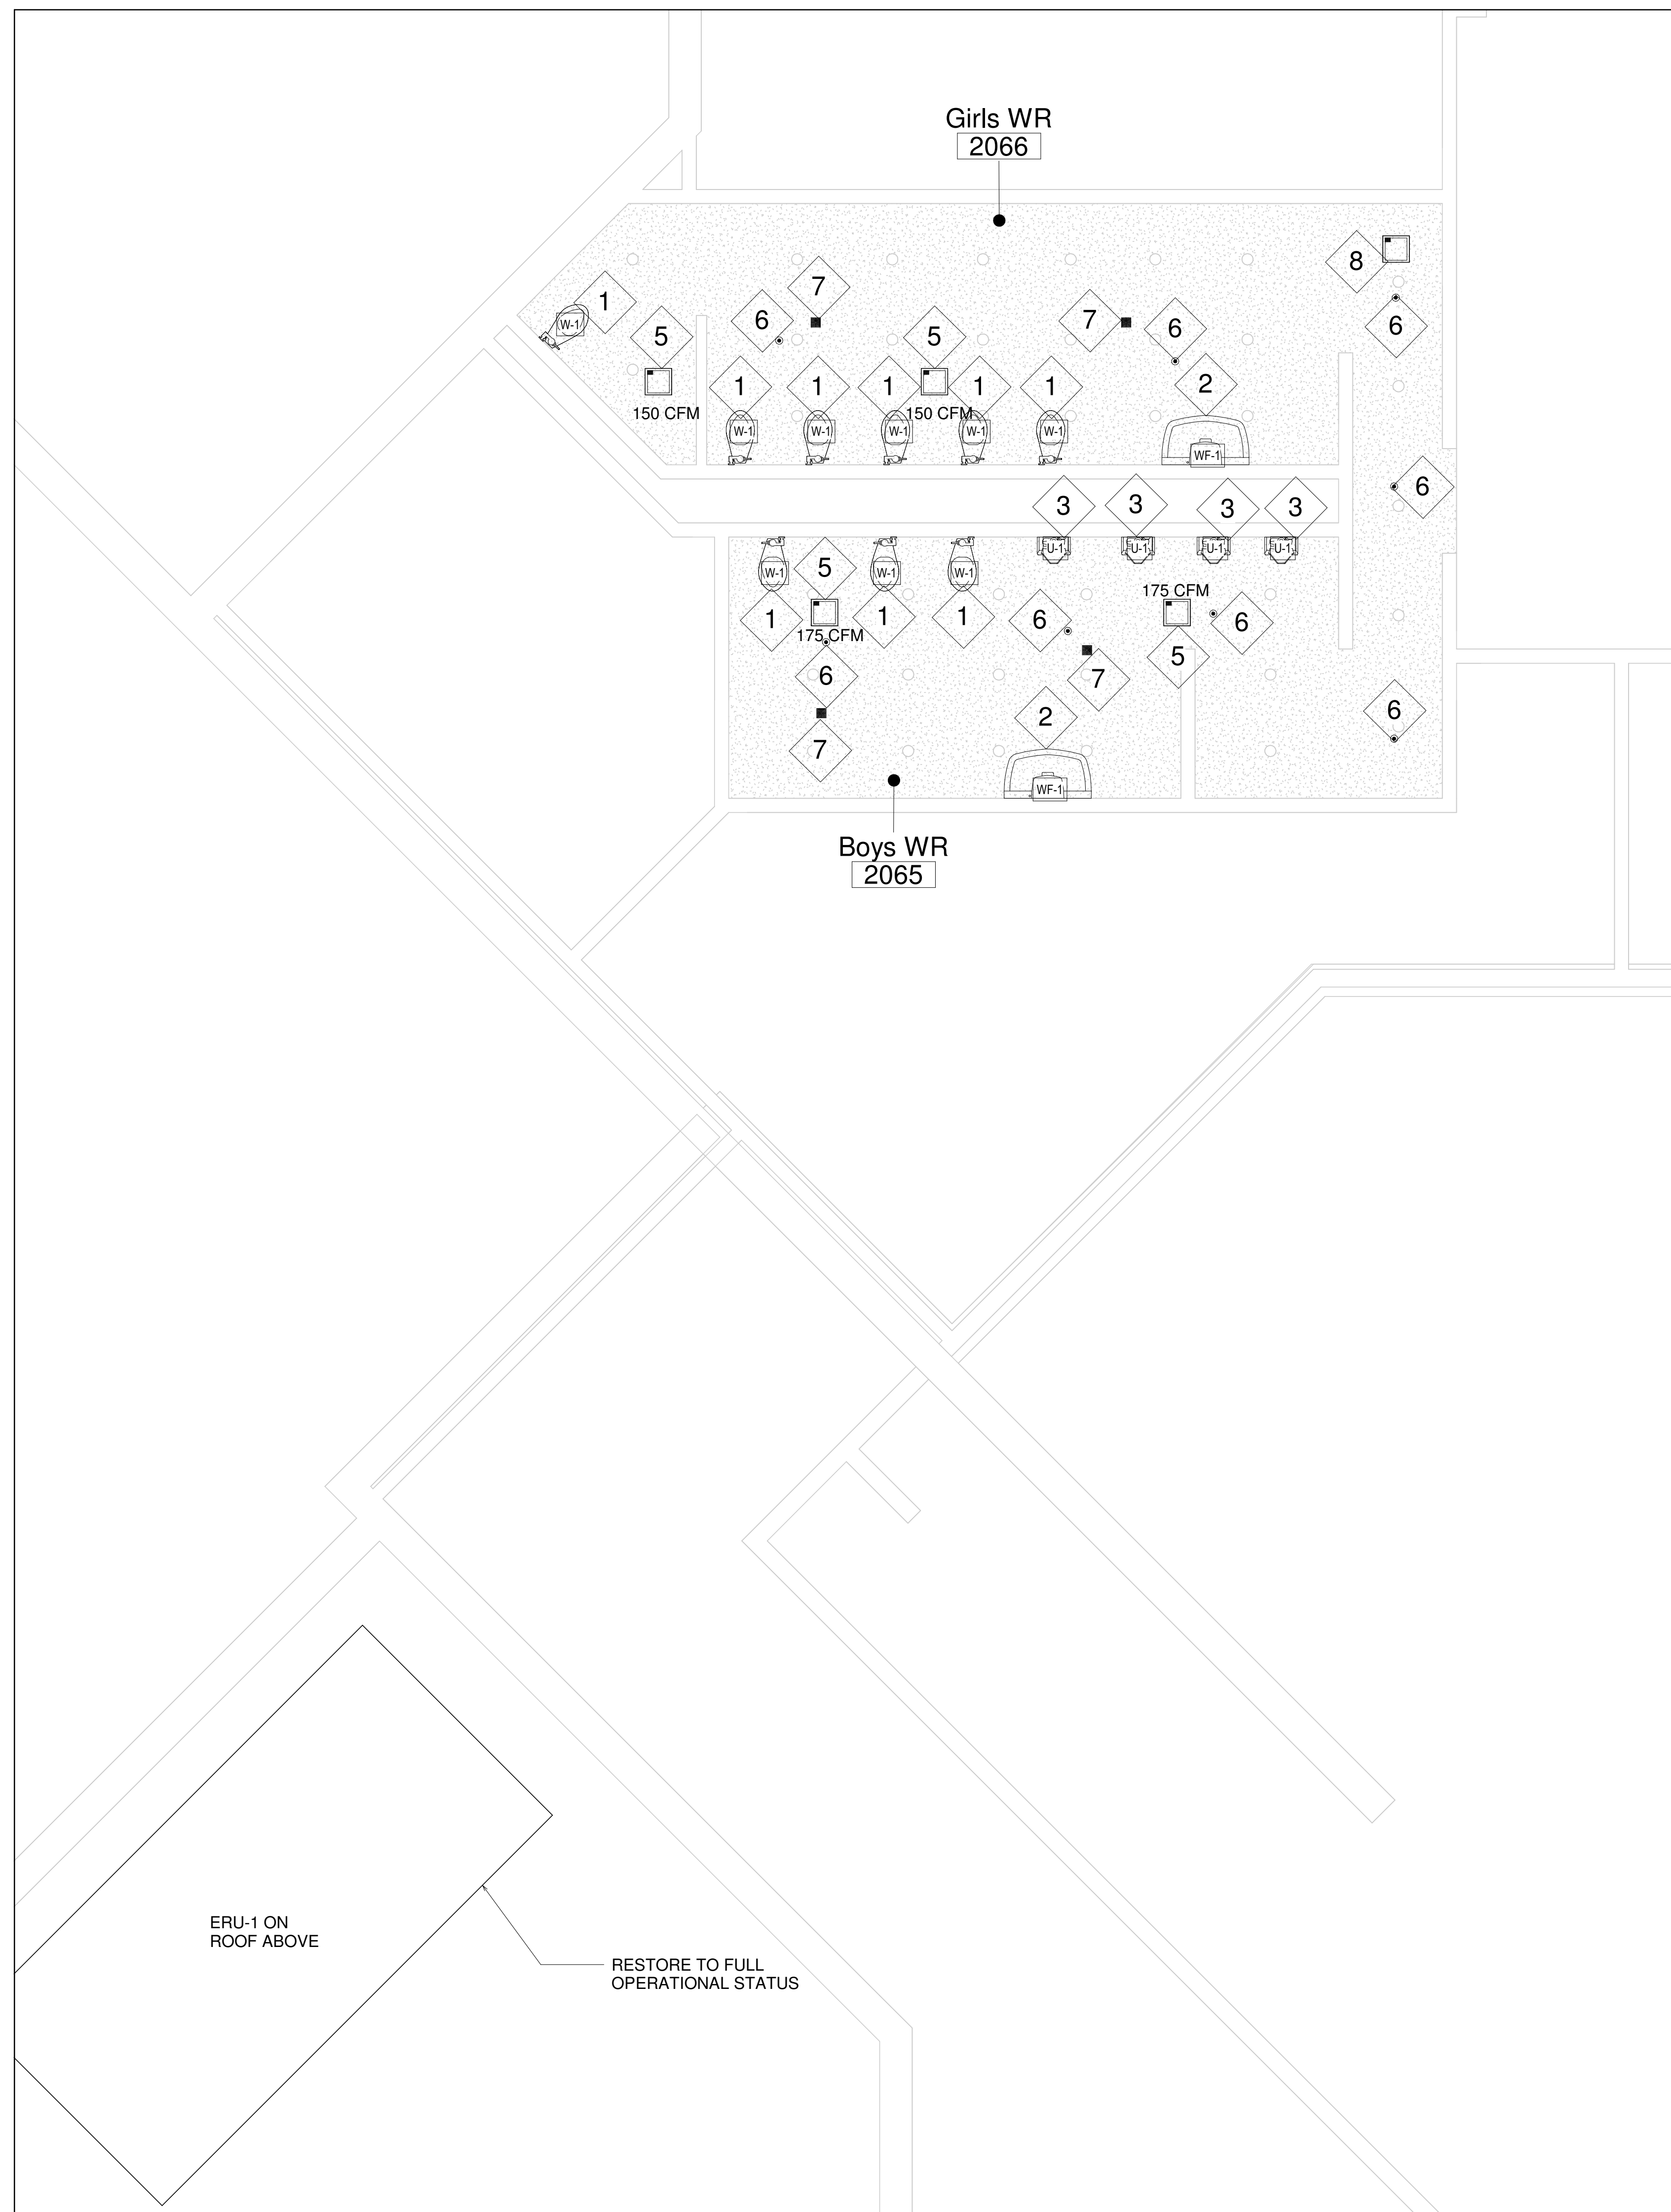 Girls WR
2066
8
7
1
6
7
6
6
W-1
5
5
150 CFM
150 CFM
1
1
1
1
1
2
W-1
W-1
W-1
W-1
W-1
WF-1
6
3
3
3
3
U-1
U-1
U-1
U-1
W-1
W-1
W-1
5
175 CFM
175 CFM
1
1
1
6
6
5
6
7
2
7
6
WF-1
Boys WR
2065
ERU-1 ON
ROOF ABOVE
RESTORE TO FULL
OPERATIONAL STATUS